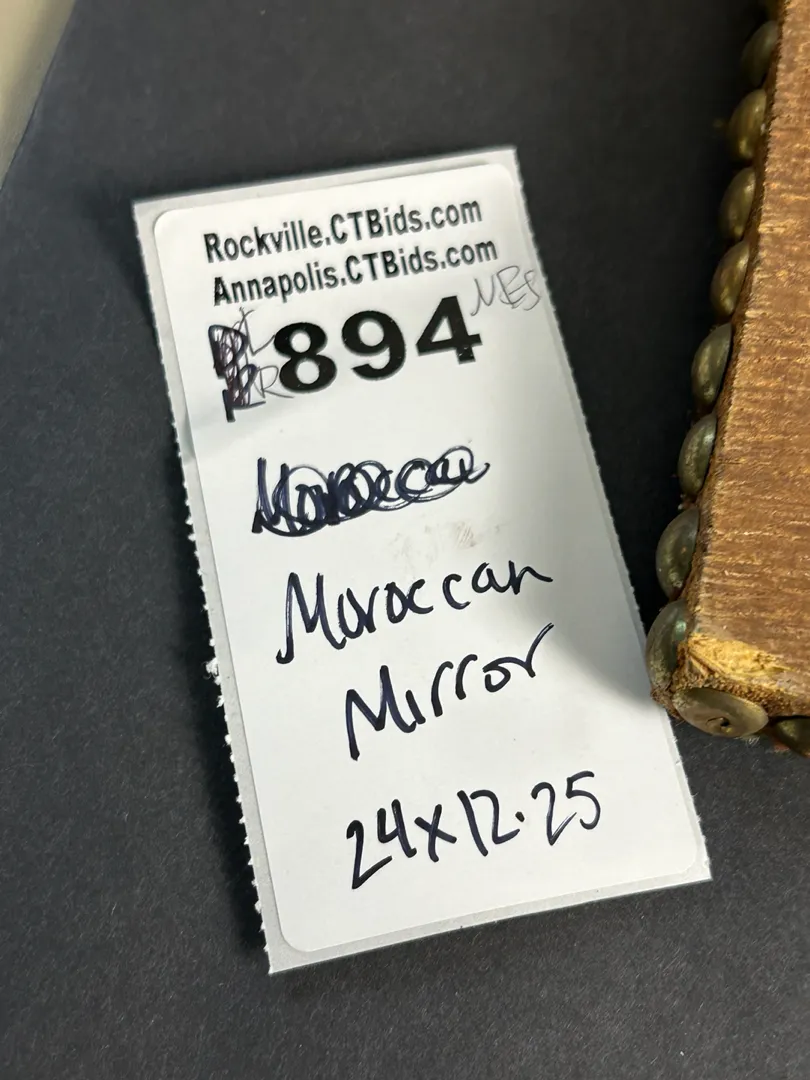 Rockville.CTBids.com
Annapolis.CTBids.com
894
Moroccan
Mirror
24x12.25